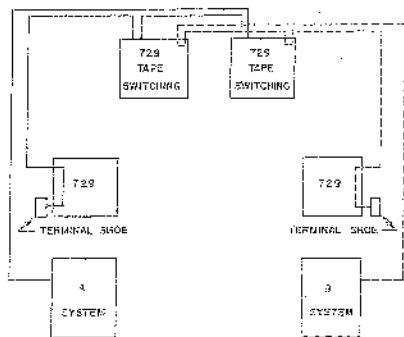 729
TAPE
SWITCHING
729
TAPE
SWITCHING
729
729
TERMINAL SHOE
TERMINAL SHOE
A
SYSTEM
B
SYSTEM